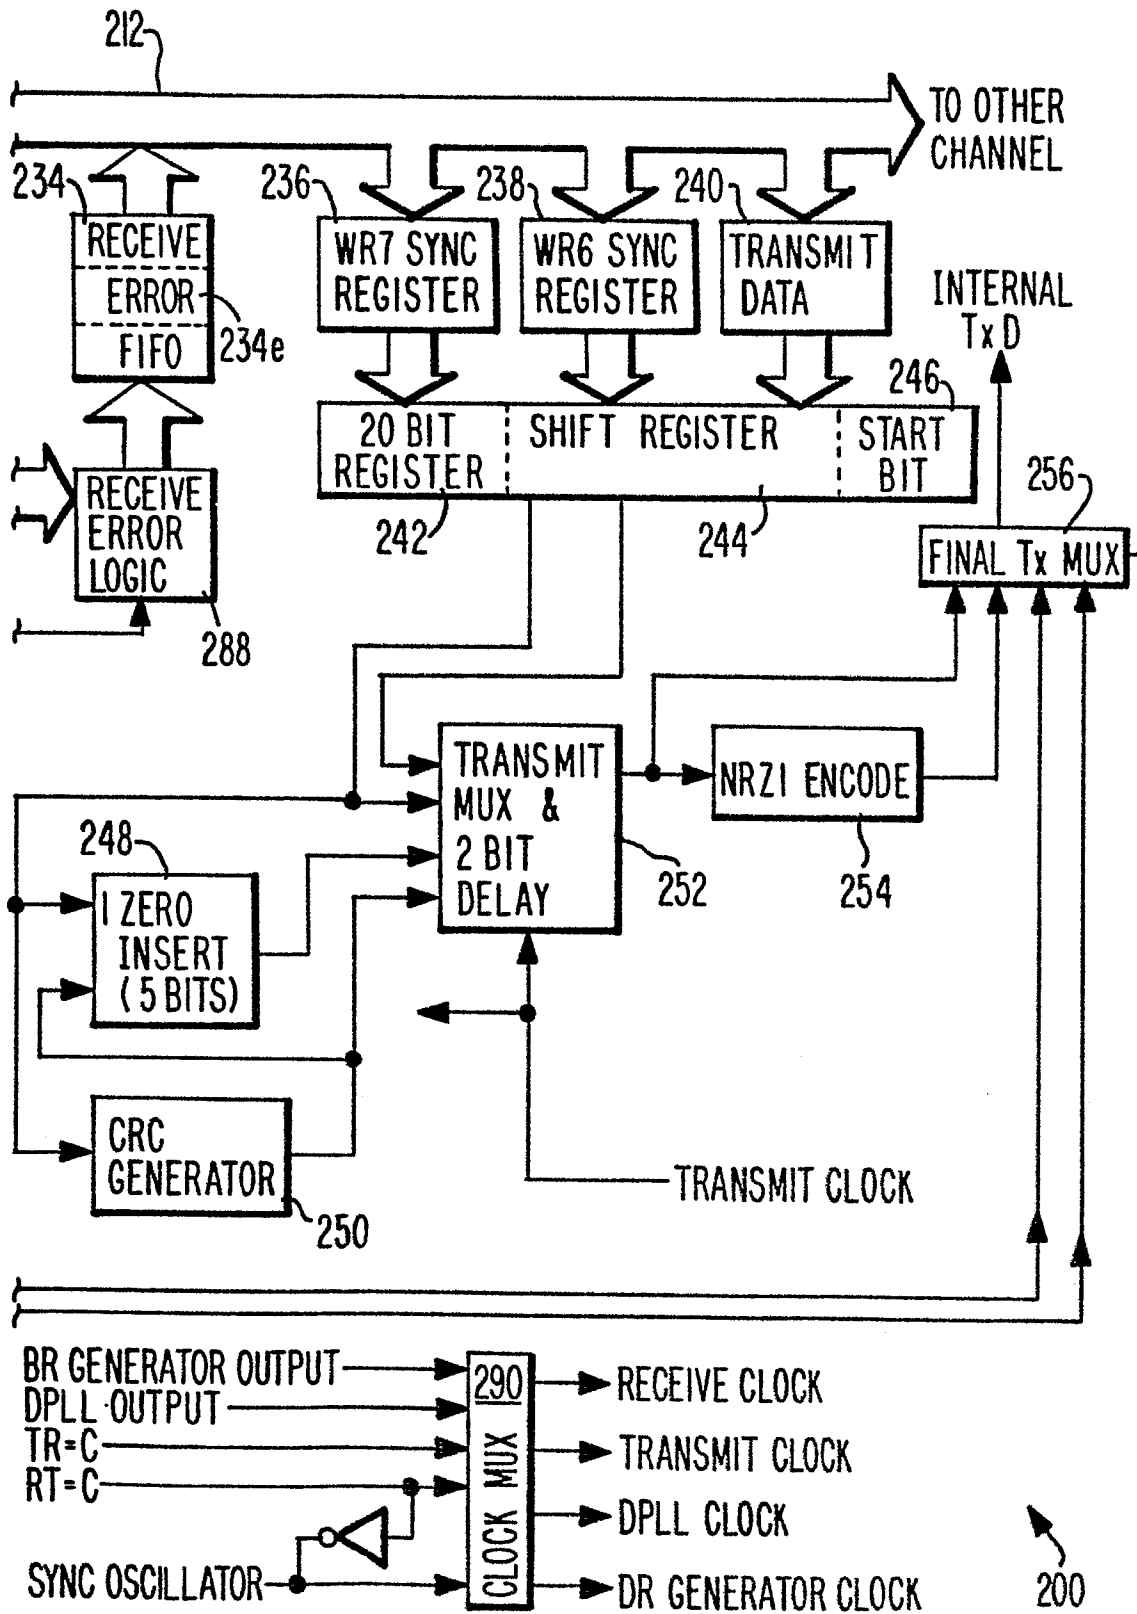 212
TO OTHER
CHANNEL
234
RECEIVE
ERROR
FIFO
234e
236
WR7 SYNC
REGISTER
238
WR6 SYNC
REGISTER
240
TRANSMIT
DATA
INTERNAL
TxD
20 BIT
REGISTER
SHIFT REGISTER
246
START
BIT
242
244
RECEIVE
ERROR
LOGIC
288
256
FINAL Tx MUX
TRANSMIT
MUX &
2 BIT
DELAY
252
NRZI ENCODE
254
248
1 ZERO
INSERT
(5 BITS)
CRC
GENERATOR
250
TRANSMIT CLOCK
BR GENERATOR OUTPUT
DPLL OUTPUT
TR=C
RT=C
SYNC OSCILLATOR
290
CLOCK MUX
RECEIVE CLOCK
TRANSMIT CLOCK
DPLL CLOCK
DR GENERATOR CLOCK
200